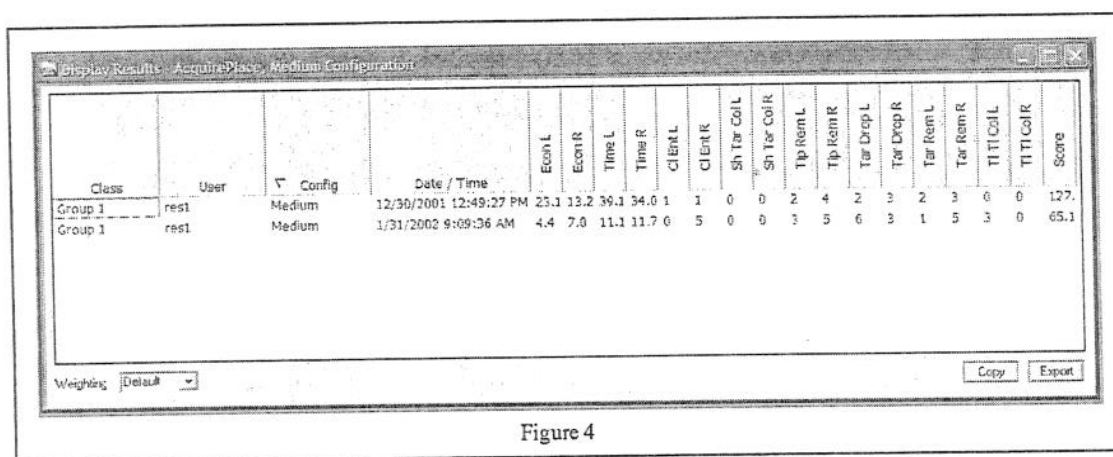 Display Results - AcquirePlace, Medium Configuration
Class User Config Date / Time Econ L Econ R Time L Time R Cl Ent L Cl Ent R Sh Tar Col L Sh Tar Col R Tip Rem L Tip Rem R Tar Drop L Tar Drop R Tar Rem L Tar Rem R Ti Ti Col L Ti Ti Col R Score
Group 1 res1 Medium 12/30/2001 12:49:27 PM 23.1 13.2 39.1 34.0 1 1 0 0 2 4 2 3 2 3 0 0 127.
Group 1 res1 Medium 1/31/2002 9:09:36 AM 4.4 7.8 11.1 11.7 0 5 0 0 3 5 6 3 1 5 3 0 65.1
Weighting Default Copy Export
Figure 4